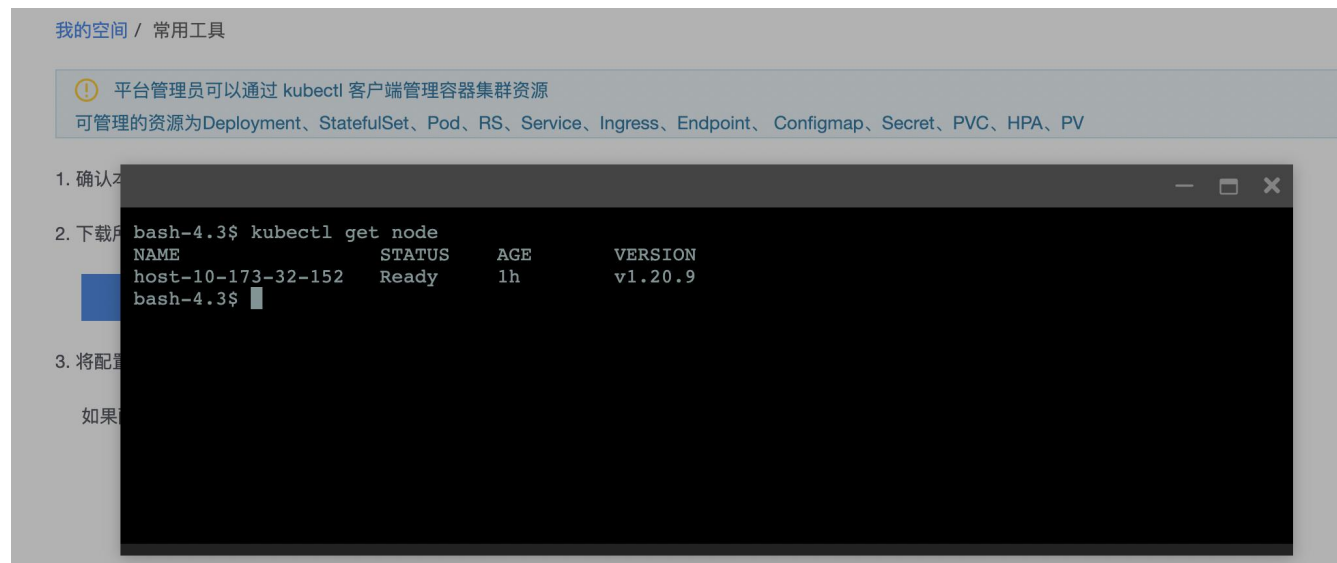 我的空间 / 常用工具
平台管理员可以通过 kubectl 客户端管理容器集群资源
可管理的资源为Deployment、StatefulSet、Pod、RS、Service、Ingress、Endpoint、 Configmap、Secret、PVC、HPA、PV
1. 确认
2. 下载
bash-4.3$ kubectl get node
NAME STATUS AGE VERSION
host-10-173-32-152 Ready 1h v1.20.9
bash-4.3$
3. 将配
如果